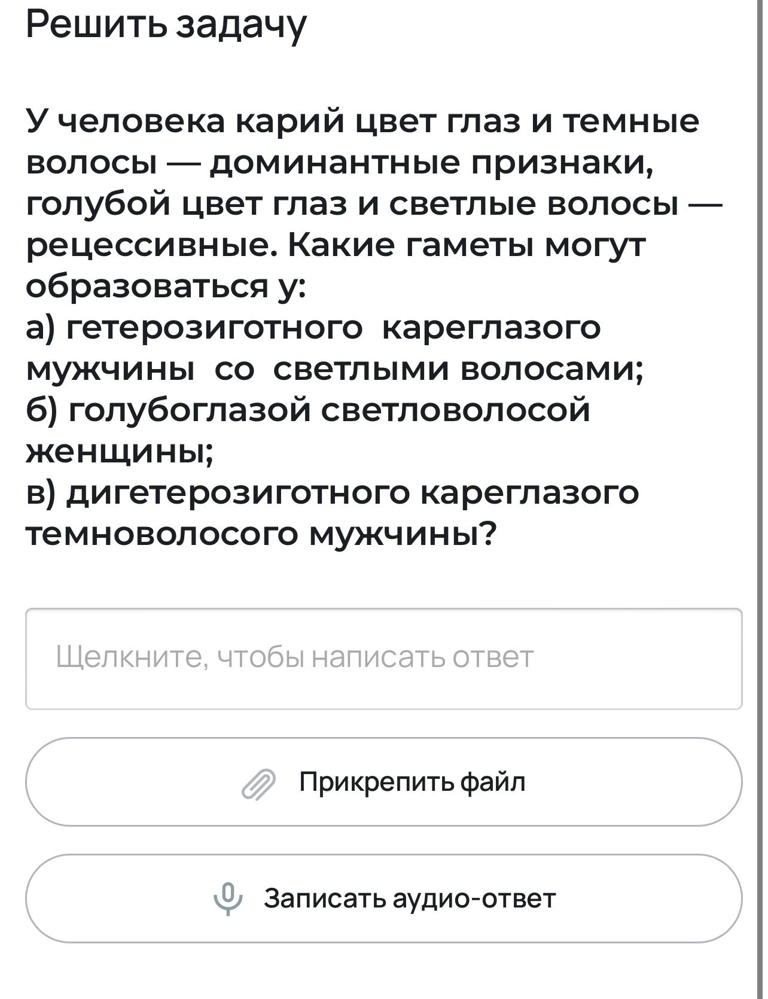 Решить задачу
У человека карий цвет глаз и темные
волосы — доминантные признаки,
голубой цвет глаз и светлые волосы —
рецессивные. Какие гаметы могут
образоваться у:
а) гетерозиготного  кареглазого
мужчины  со  светлыми волосами;
б) голубоглазой светловолосой
женщины;
в) дигетерозиготного кареглазого
темноволосого мужчины?
Щелкните, чтобы написать ответ
Прикрепить файл
Записать аудио-ответ